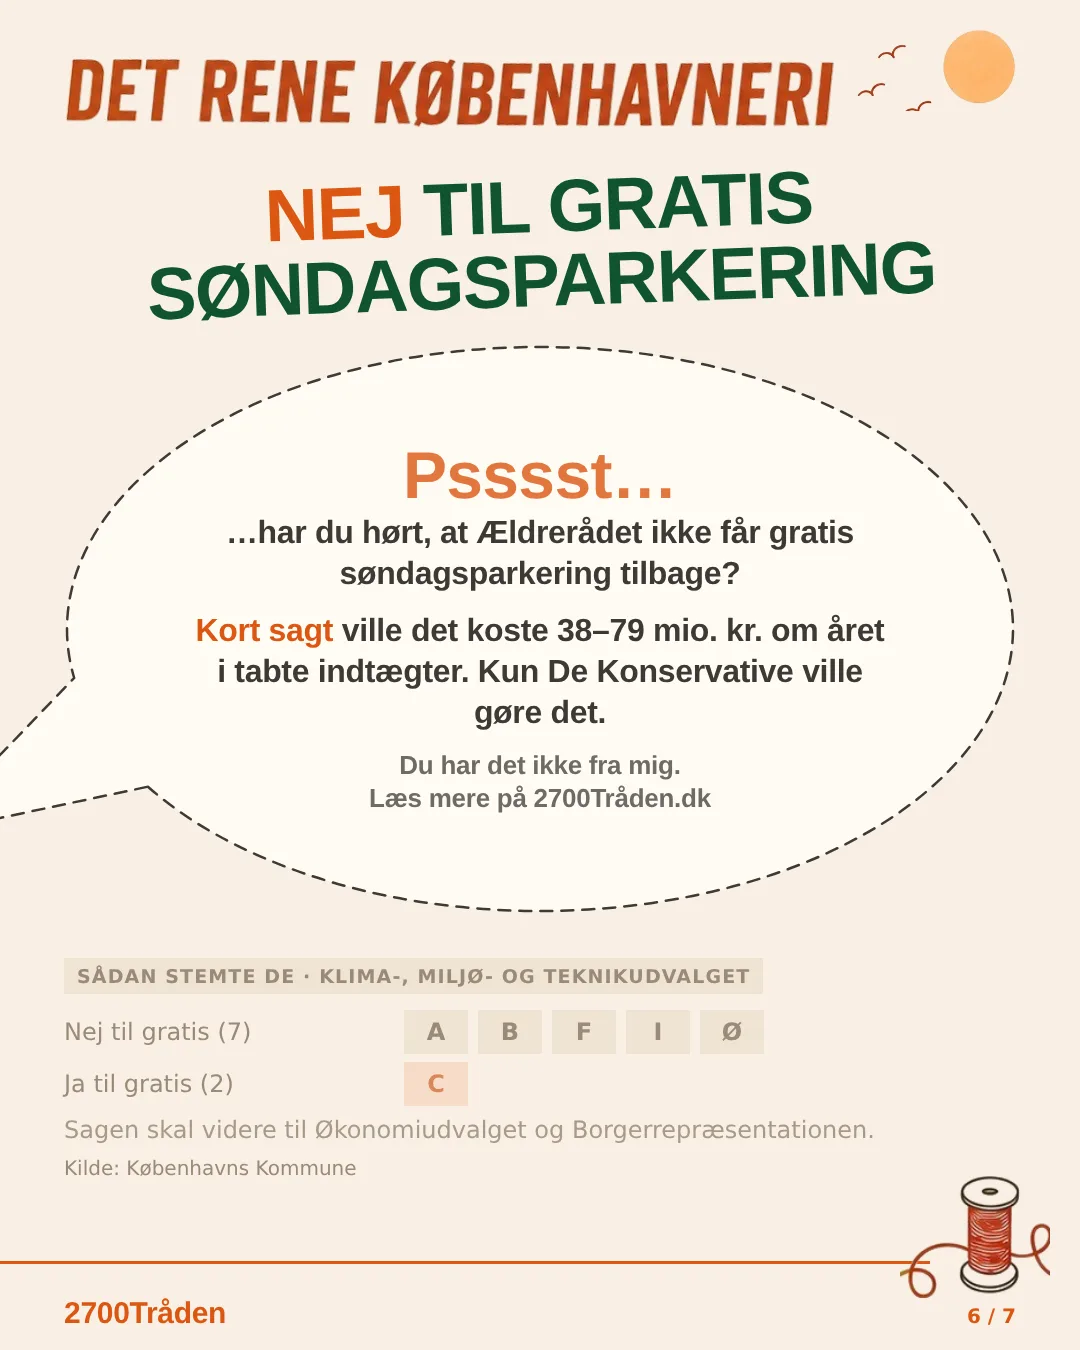 DET RENE KØBENHAVNERI
NEJ TIL GRATIS
SØNDAGSPARKERING
Psssst…
…har du hørt, at Ældrerådet ikke får gratis
søndagsparkering tilbage?
Kort sagt ville det koste 38–79 mio. kr. om året
i tabte indtægter. Kun De Konservative ville
gøre det.
Du har det ikke fra mig.
Læs mere på 2700Tråden.dk
SÅDAN STEMTE DE · KLIMA-, MILJØ- OG TEKNIKUDVALGET
Nej til gratis (7) A B F I Ø
Ja til gratis (2) C
Sagen skal videre til Økonomiudvalget og Borgerrepræsentationen.
Kilde: Københavns Kommune
2700Tråden
6 / 7